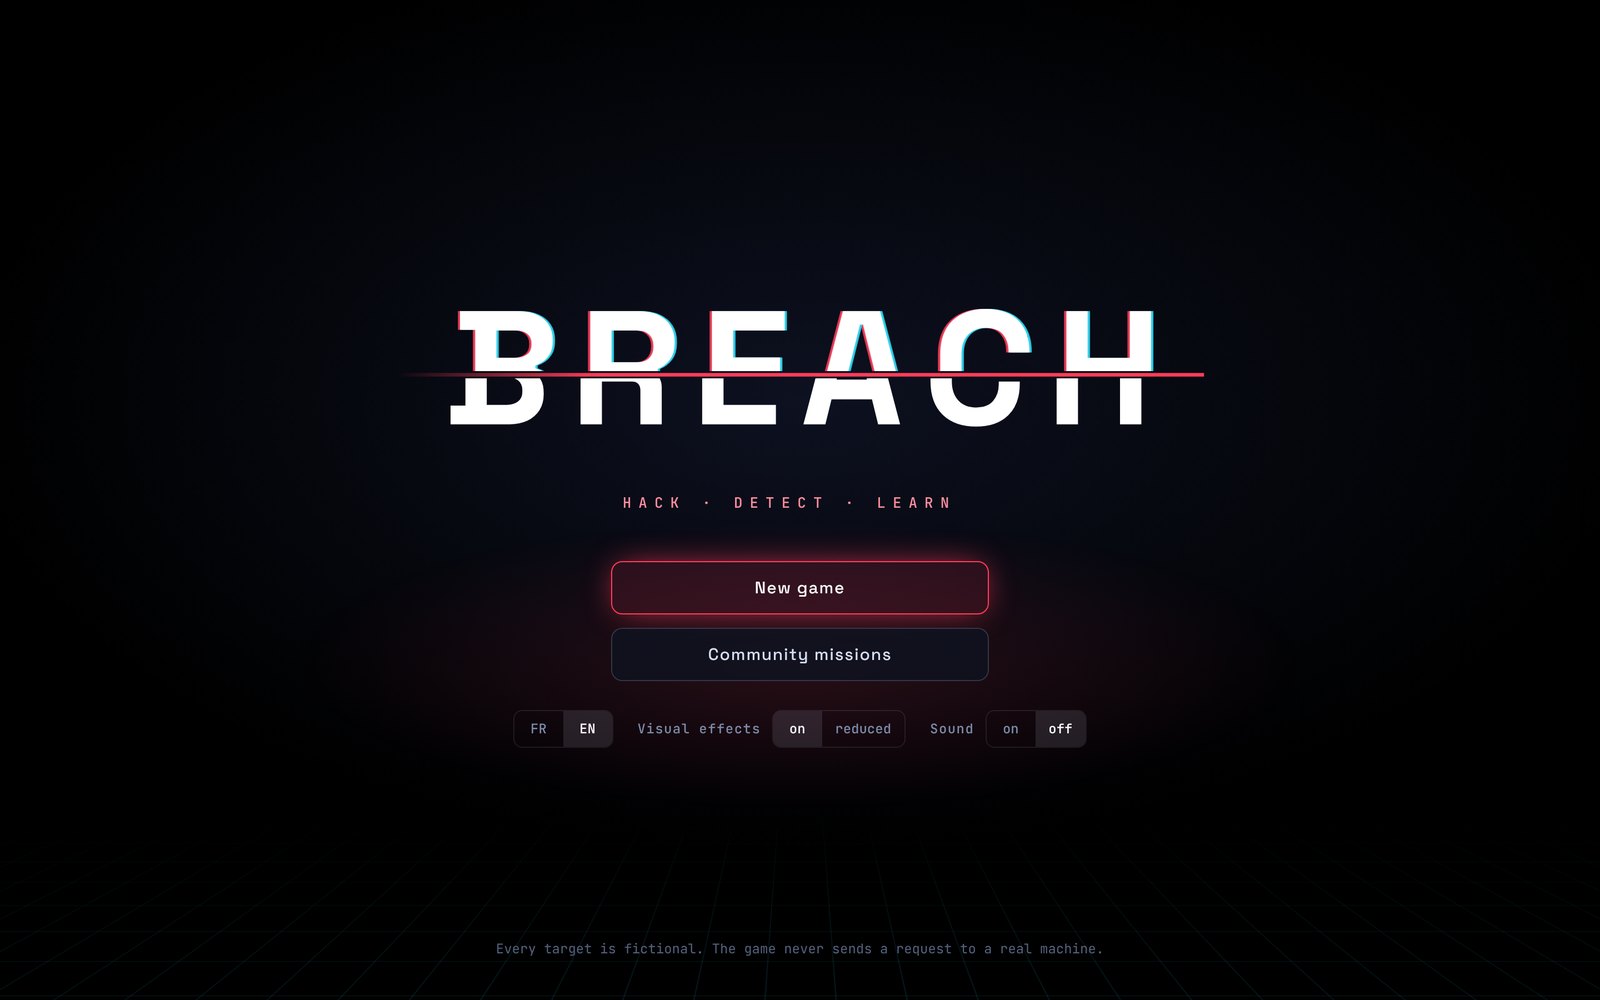 BREACH
HACK · DETECT · LEARN
New game
Community missions
FR EN Visual effects on reduced Sound on off
Every target is fictional. The game never sends a request to a real machine.